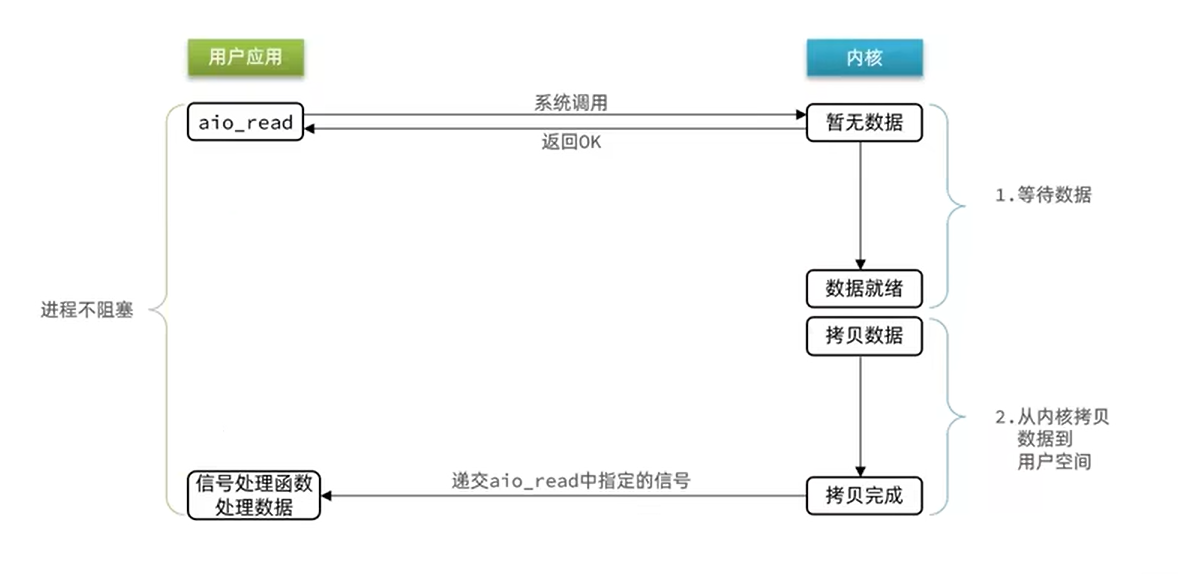 用户应用
内核
aio_read
系统调用
返回OK
暂无数据
1.等待数据
数据就绪
进程不阻塞
拷贝数据
2.从内核拷贝
数据到
用户空间
信号处理函数
处理数据
递交aio_read中指定的信号
拷贝完成